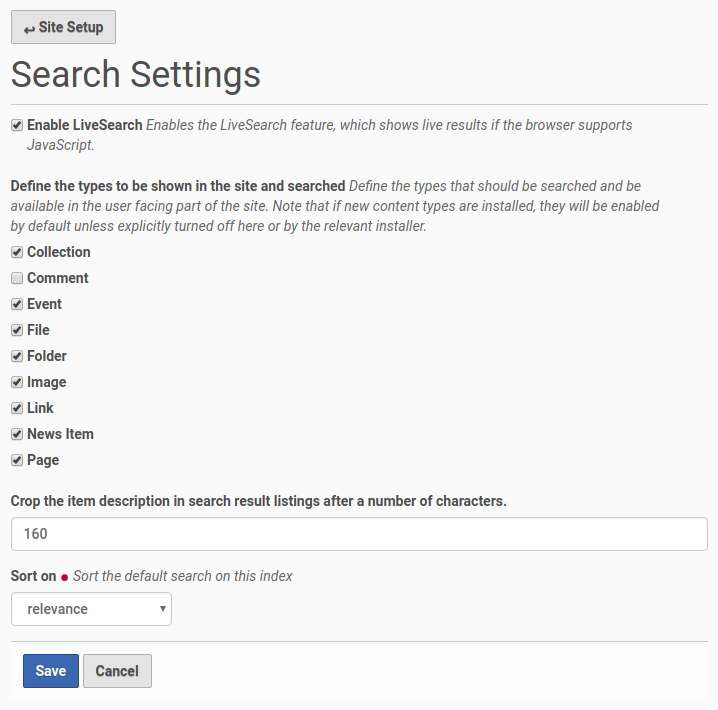 Site Setup
Search Settings
Enable LiveSearch Enables the LiveSearch feature, which shows live results if the browser supports
JavaScript.
Define the types to be shown in the site and searched Define the types that should be searched and be
available in the user facing part of the site. Note that if new content types are installed, they will be enabled
by default unless explicitly turned off here or by the relevant installer.
Collection
Comment
Event
File
Folder
Image
Link
News Item
Page
Crop the item description in search result listings after a number of characters.
160
Sort on Sort the default search on this index
relevance
Save Cancel